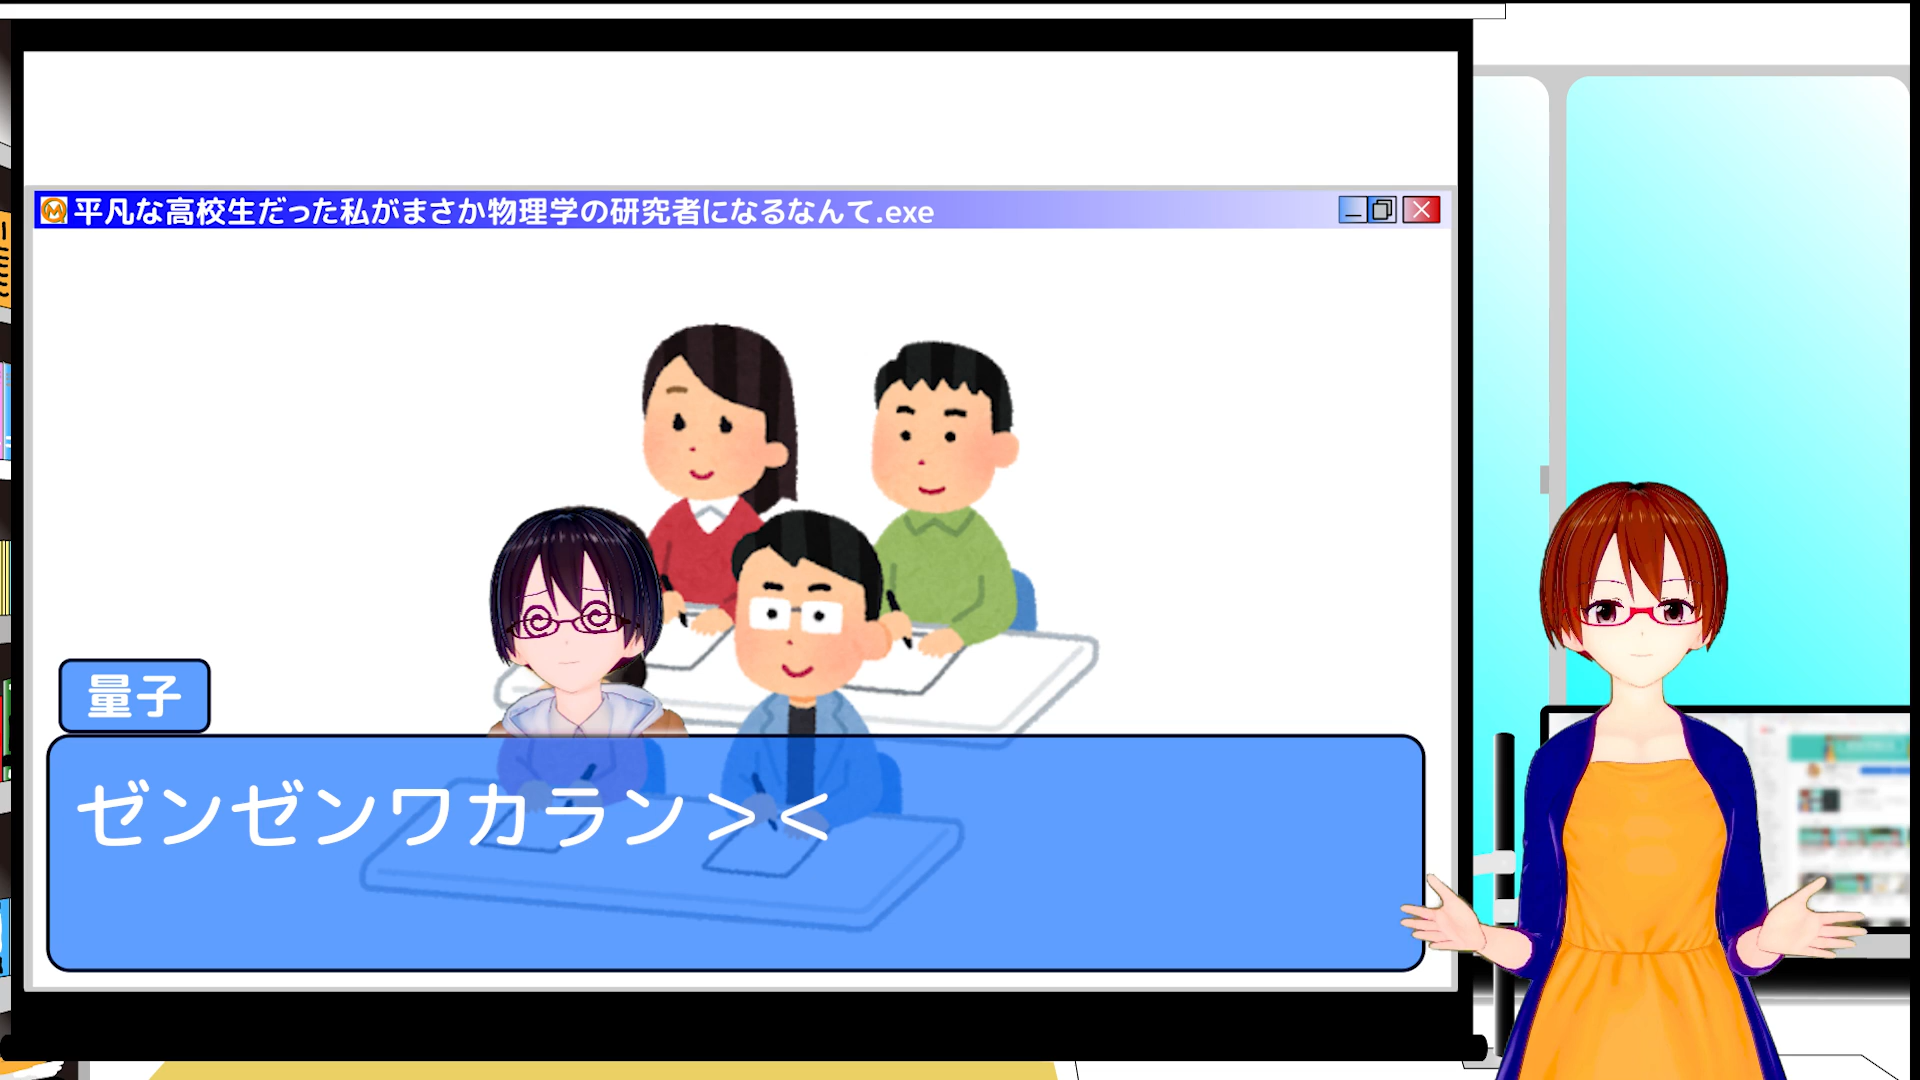 平凡な高校生だった私がまさか物理学の研究者になるなんて.exe
量子
ゼンゼンワカラン＞＜